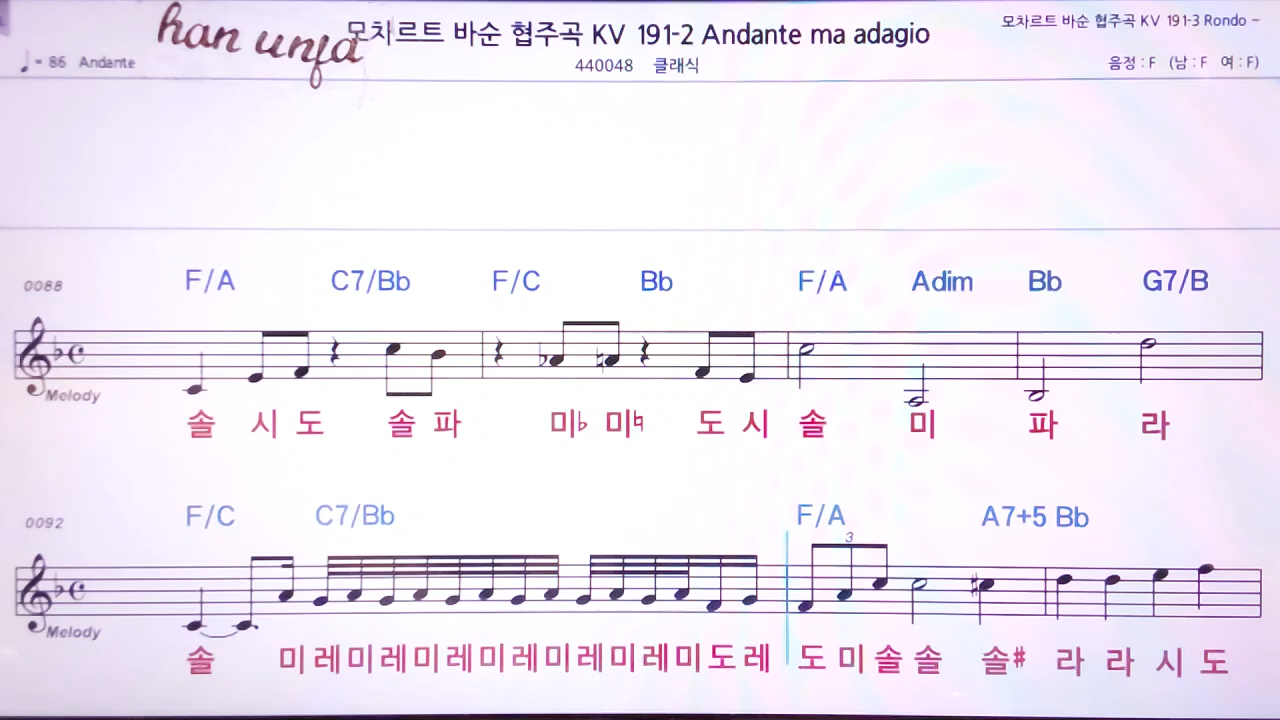 han unfa
모차르트 바순 협주곡 KV 191-2 Andante ma adagio
모차르트 바순 협주곡 KV 191-3 Rondo ~
♩= 86 Andante
440048 클래식
음정 : F (남 : F 여 : F)
0088
F/A C7/Bb F/C Bb F/A Adim Bb G7/B
Melody
솔 시 도 솔 파 미♭ 미♮ 도 시 솔 미 파 라
0092
F/C C7/Bb F/A A7+5 Bb
3
Melody
솔 미 레 미 레 미 레 미 레 미 레 미 레 미 도 레 도 미 솔 솔 솔# 라 라 시 도